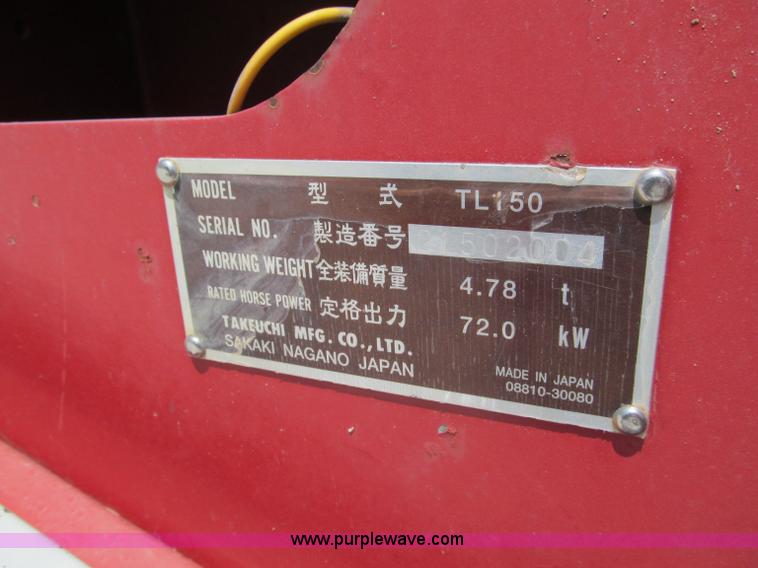 MODEL 型 式 TL150
SERIAL NO. 製造番号 21502004
WORKING WEIGHT 全装備質量 4.78 t
RATED HORSE POWER 定格出力 72.0 kW
TAKEUCHI MFG. CO., LTD.
SAKAKI NAGANO JAPAN
MADE IN JAPAN
08810-30080
www.purplewave.com